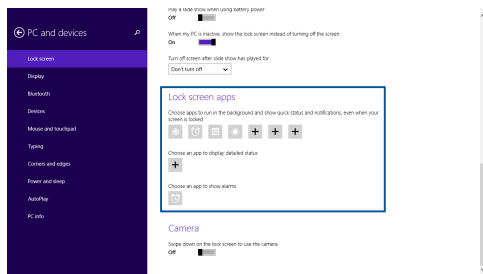 Play a slide show when using battery power
Off
PC and devices
When my PC is inactive, show the lock screen instead of turning off the screen
On
Lock screen
Turn off screen after slide show has played for
Don't turn off
Display
Bluetooth
Devices
Mouse and touchpad
Typing
Corners and edges
Power and sleep
AutoPlay
PC info
Lock screen apps
Choose apps to run in the background and show quick status and notifications, even when your
screen is locked
Choose an app to display detailed status
Choose an app to show alarms
Camera
Swipe down on the lock screen to use the camera
Off